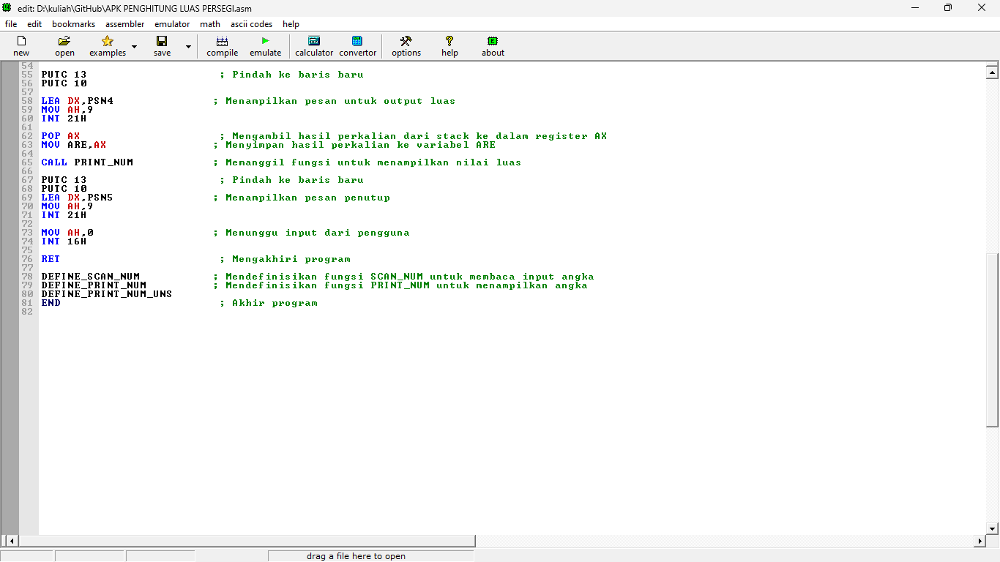 edit: D:\kuliah\GitHub\APK PENGHITUNG LUAS PERSEGI.asm
file edit bookmarks assembler emulator math ascii codes help
new open examples save compile emulate calculator convertor options help about
54
55 PUTC 13 ; Pindah ke baris baru
56 PUTC 10
57
58 LEA DX,PSN4 ; Menampilkan pesan untuk output luas
59 MOV AH,9
60 INT 21H
61
62 POP AX ; Mengambil hasil perkalian dari stack ke dalam register AX
63 MOV ARE,AX ; Menyimpan hasil perkalian ke variabel ARE
64
65 CALL PRINT_NUM ; Memanggil fungsi untuk menampilkan nilai luas
66
67 PUTC 13 ; Pindah ke baris baru
68 PUTC 10
69 LEA DX,PSN5 ; Menampilkan pesan penutup
70 MOV AH,9
71 INT 21H
72
73 MOV AH,0 ; Menunggu input dari pengguna
74 INT 16H
75
76 RET ; Mengakhiri program
77
78 DEFINE_SCAN_NUM ; Mendefinisikan fungsi SCAN_NUM untuk membaca input angka
79 DEFINE_PRINT_NUM ; Mendefinisikan fungsi PRINT_NUM untuk menampilkan angka
80 DEFINE_PRINT_NUM_UNS
81 END ; Akhir program
82
drag a file here to open